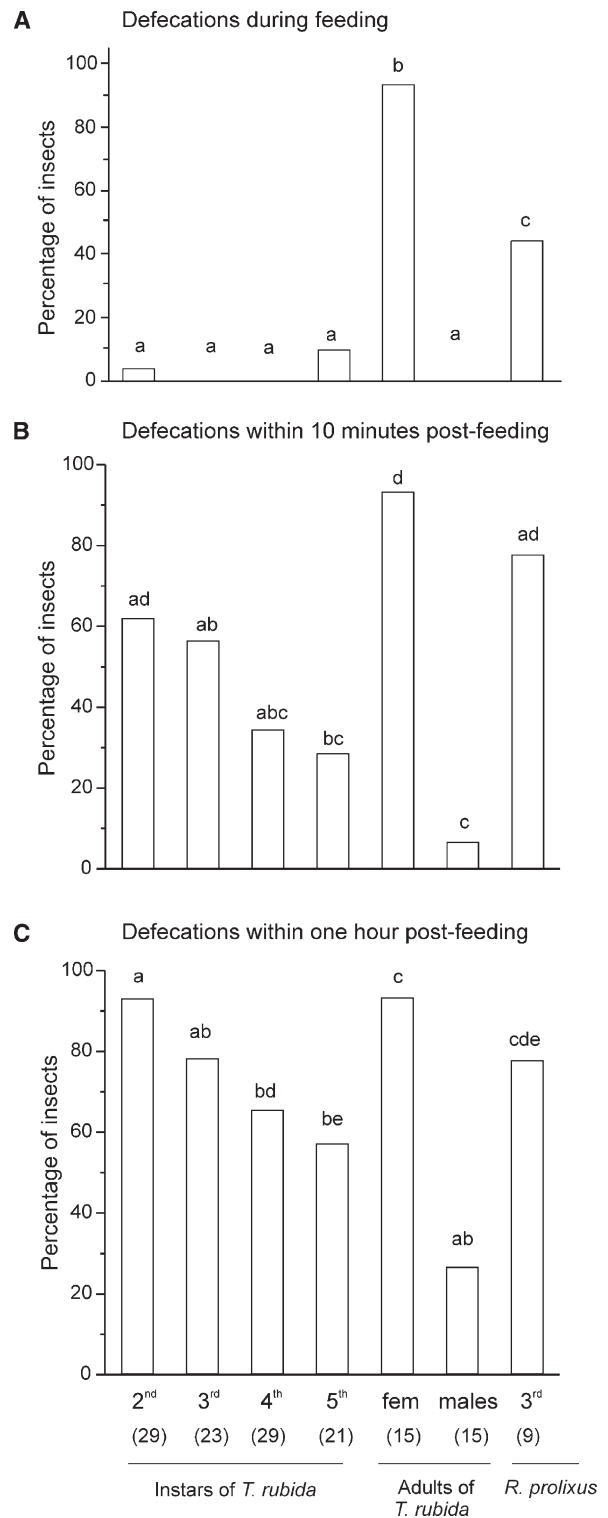 A Defecations during feeding
Percentage of insects
100
80
60
40
20
0
a a a a b a c
B Defecations within 10 minutes post-feeding
Percentage of insects
100
80
60
40
20
0
ad ab abc bc d c ad
C Defecations within one hour post-feeding
Percentage of insects
100
80
60
40
20
0
a ab bd be c ab cde
2nd 3rd 4th 5th fem males 3rd
(29) (23) (29) (21) (15) (15) (9)
Instars of T. rubida Adults of R. prolixus
T. rubida